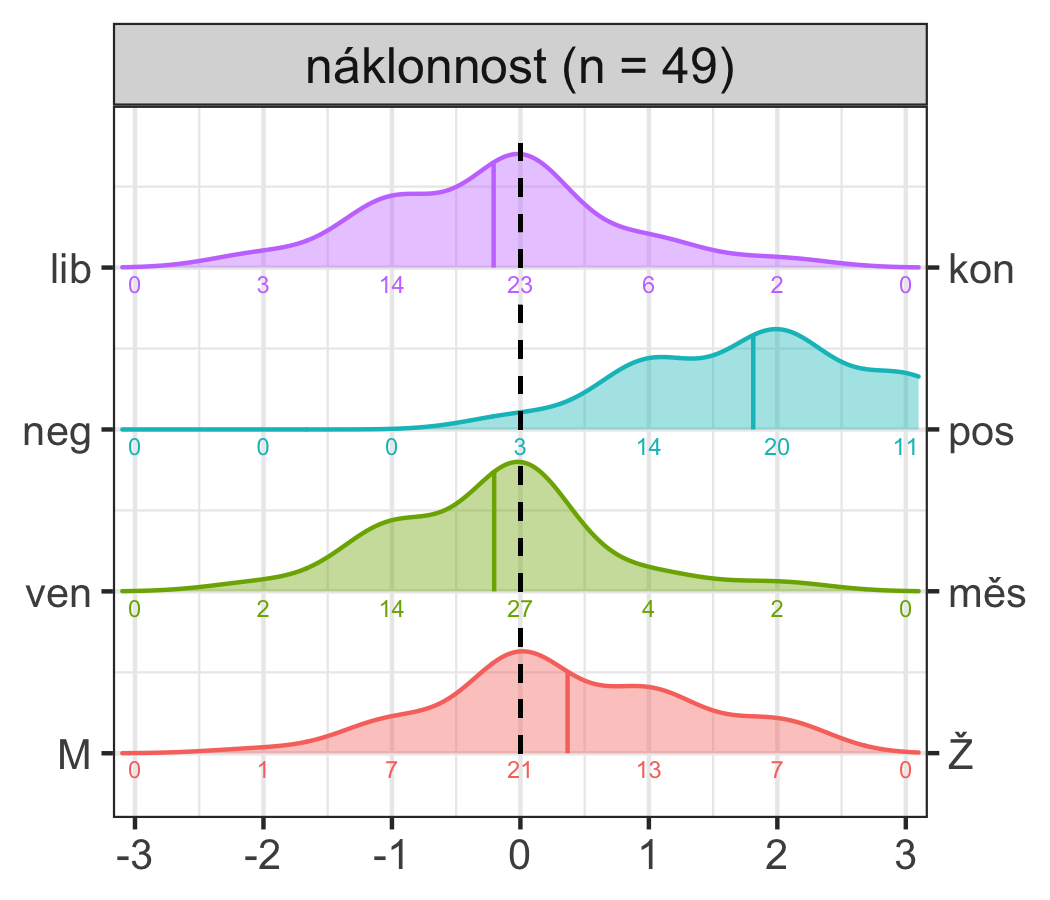 náklonnost (n = 49)
lib kon
0 3 14 23 6 2 0
neg pos
0 0 0 3 14 20 11
ven měs
0 2 14 27 4 2 0
M Ž
0 1 7 21 13 7 0
-3 -2 -1 0 1 2 3